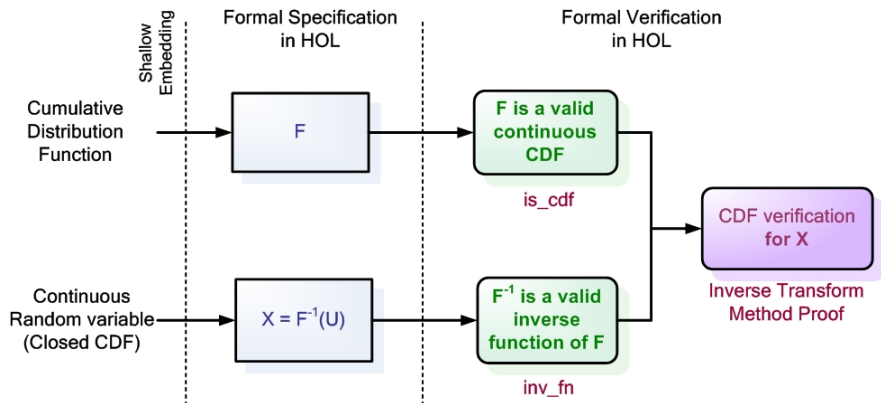 Formal Specification
in HOL
Formal Verification
in HOL
Shallow
Embedding
Cumulative
Distribution
Function
F
F is a valid
continuous
CDF
is_cdf
CDF verification
for X
Inverse Transform
Method Proof
Continuous
Random variable
(Closed CDF)
X = F⁻¹(U)
F⁻¹ is a valid
inverse
function of F
inv_fn